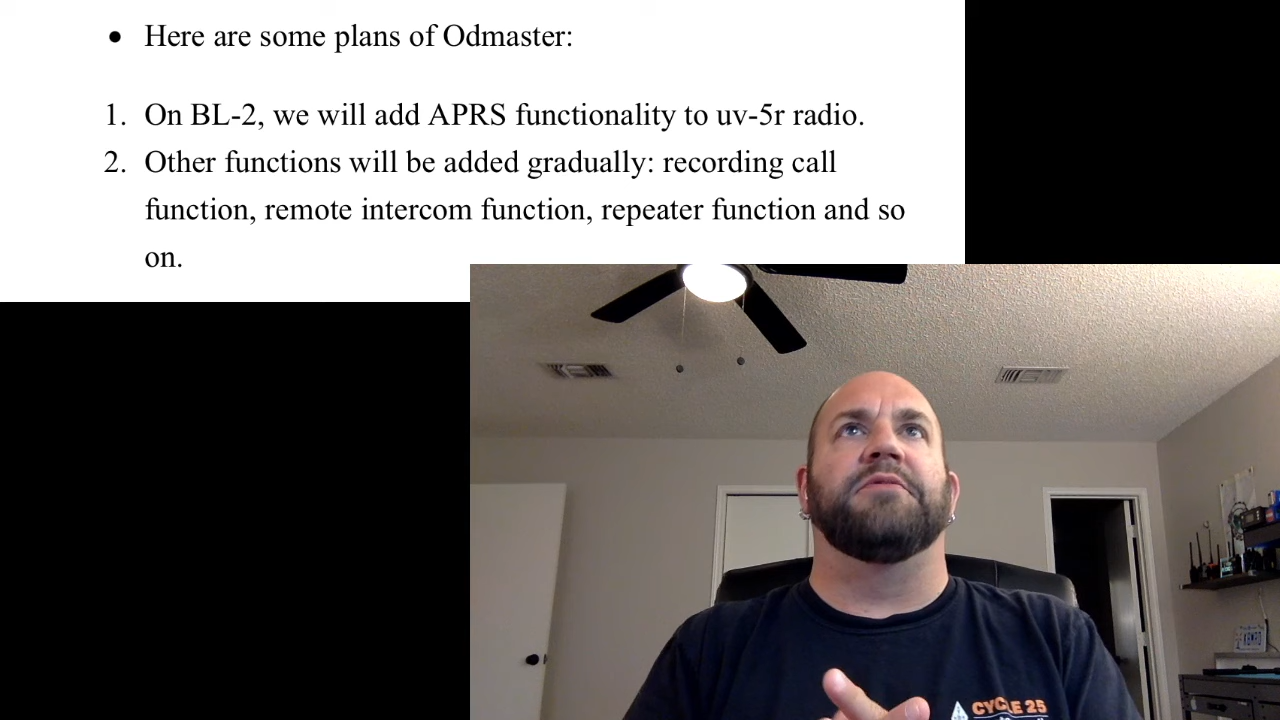 • Here are some plans of Odmaster:
1. On BL-2, we will add APRS functionality to uv-5r radio.
2. Other functions will be added gradually: recording call
function, remote intercom function, repeater function and so
on.
CYCLE 25